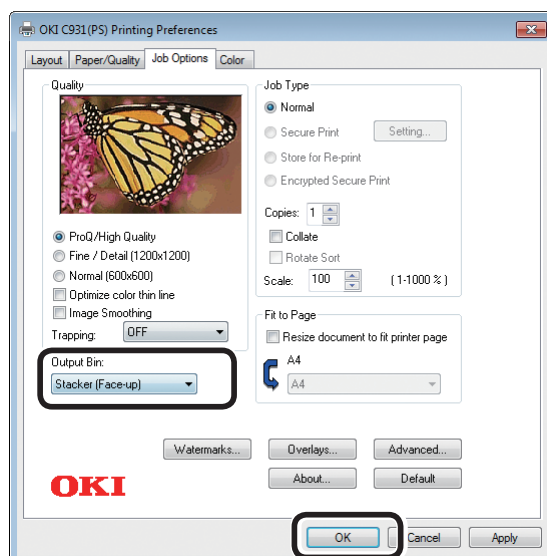 OKI C931(PS) Printing Preferences
Layout Paper/Quality Job Options Color
Quality
ProQ/High Quality
Fine / Detail (1200x1200)
Normal (600x600)
Optimize color thin line
Image Smoothing
Trapping: OFF
Output Bin:
Stacker (Face-up)
Job Type
Normal
Secure Print Setting...
Store for Re-print
Encrypted Secure Print
Copies: 1
Collate
Rotate Sort
Scale: 100 (1-1000 %)
Fit to Page
Resize document to fit printer page
A4
A4
Watermarks... Overlays... Advanced...
OKI About... Default
OK Cancel Apply